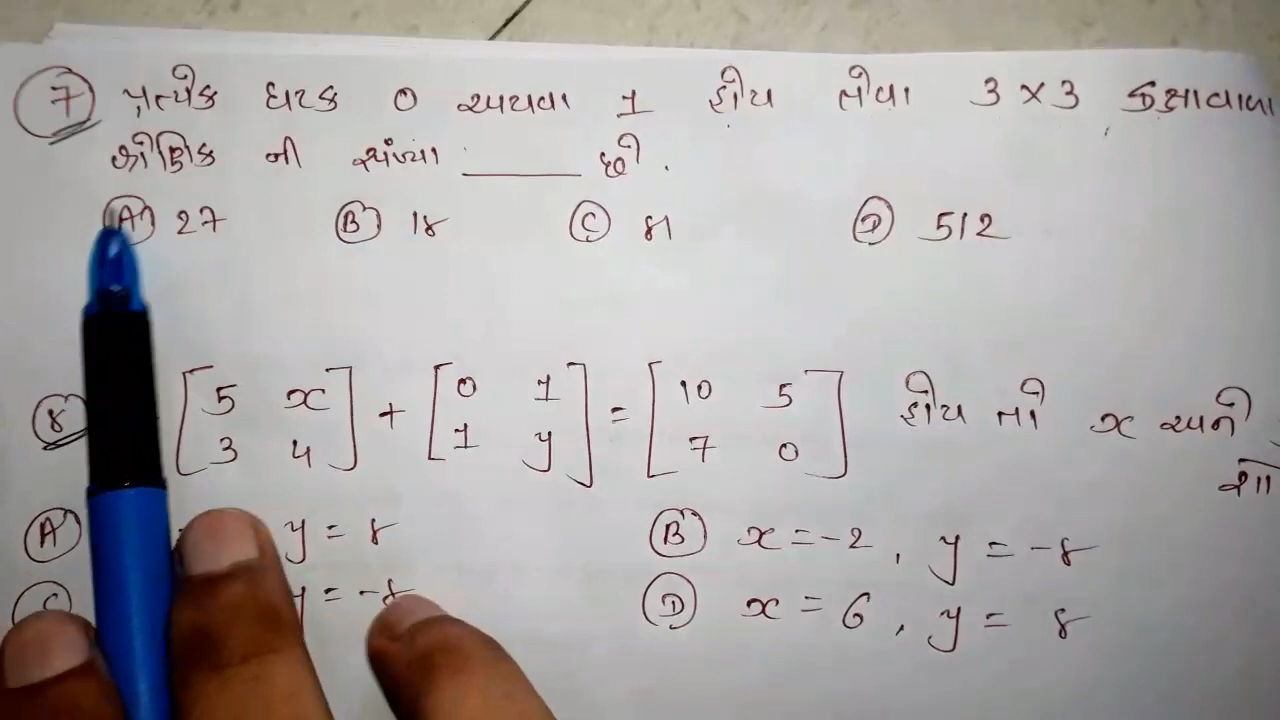 7 પ્રત્યેક ઘટક 0 અથવા 1 હોય તેવા 3 × 3 કક્ષાવાળા
શ્રેણિક ની સંખ્યા ______ છે.
A 27 B 18 C 81 D 512
8 [5 x 3 4] + [0 1 1 y] = [10 5 7 0] હોય તો x અને
A y = 8 B x = -2, y = -8
C y = -8 D x = 6, y = 8